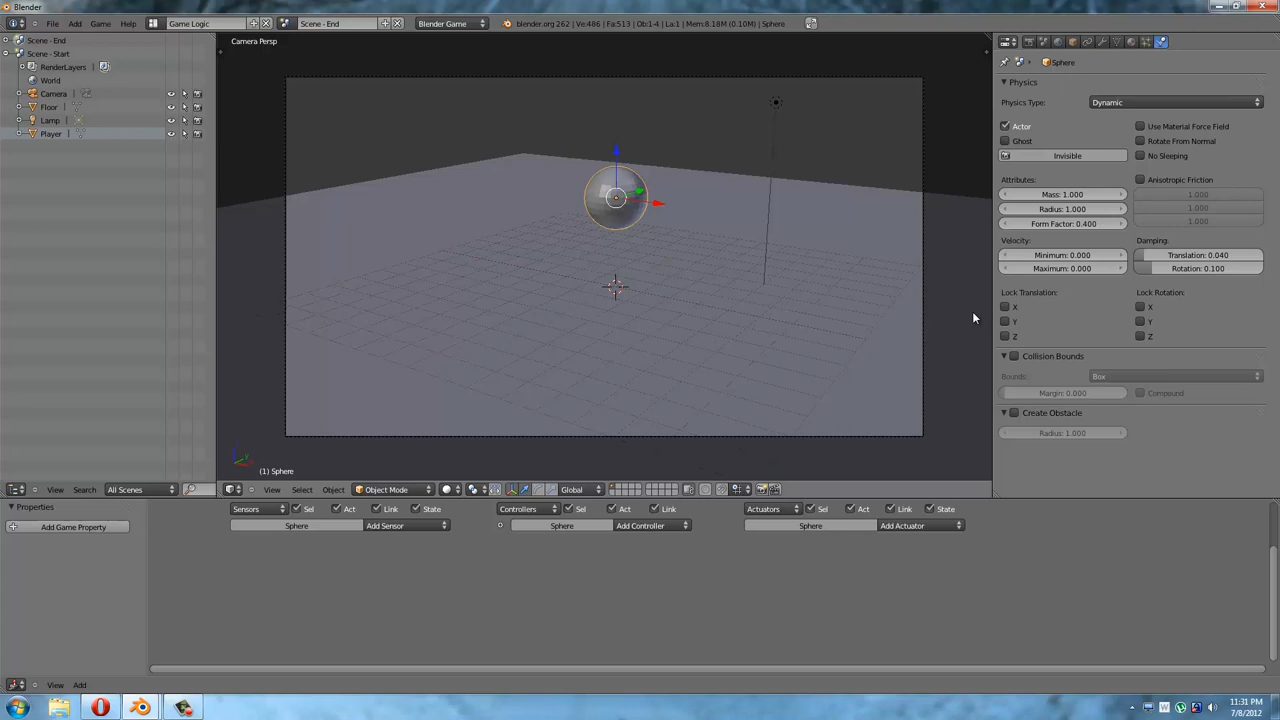 Blender
File Add Game Help Game Logic Scene - End Blender Game blender.org 262 | Ve:486 | Fa:513 | Ob:1-4 | La:1 | Mem:8.18M (0.10M) | Sphere
Scene - End
Scene - Start
RenderLayers |
World
Camera |
Floor |
Lamp |
Player |
View Search All Scenes
Camera Persp
(1) Sphere
View Select Object Object Mode Global
Sphere
Physics
Physics Type: Dynamic
Actor Use Material Force Field
Ghost Rotate From Normal
Invisible No Sleeping
Attributes: Anisotropic Friction
Mass: 1.000 1.000
Radius: 1.000 1.000
Form Factor: 0.400 1.000
Velocity: Damping:
Minimum: 0.000 Translation: 0.040
Maximum: 0.000 Rotation: 0.100
Lock Translation: Lock Rotation:
X X
Y Y
Z Z
Collision Bounds
Bounds: Box
Margin: 0.000 Compound
Create Obstacle
Radius: 1.000
Properties
Add Game Property
Sensors Sel Act Link State Controllers Sel Act Link Actuators Sel Act Link State
Sphere Add Sensor Sphere Add Controller Sphere Add Actuator
View Add
11:31 PM
7/8/2012